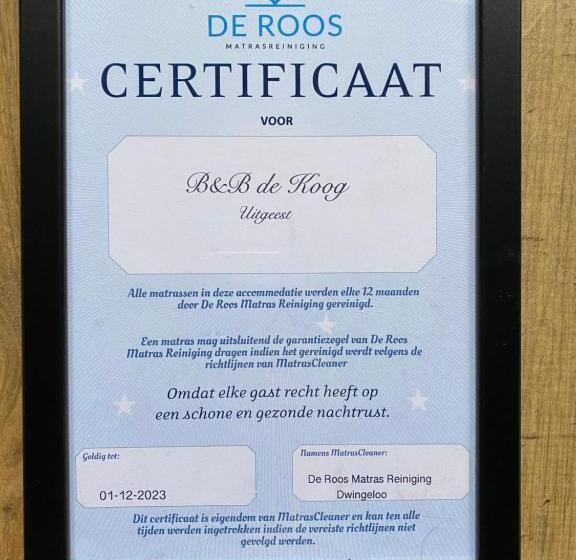 DE ROOS
MATRASREINIGING
CERTIFICAAT
VOOR
B&B de Koog
Uitgeest
Alle matrassen in deze accommodatie worden elke 12 maanden
door De Roos Matras Reiniging gereinigd.
Een matras mag uitsluitend de garantiezegel van De Roos
Matras Reiniging dragen indien het gereinigd wordt volgens de
richtlijnen van MatrasCleaner
Omdat elke gast recht heeft op
een schone en gezonde nachtrust.
Geldig tot:
01-12-2023
Namens MatrasCleaner:
De Roos Matras Reiniging
Dwingeloo
Dit certificaat is eigendom van MatrasCleaner en kan ten alle
tijden worden ingetrokken indien de vereiste richtlijnen niet
gevolgd worden.